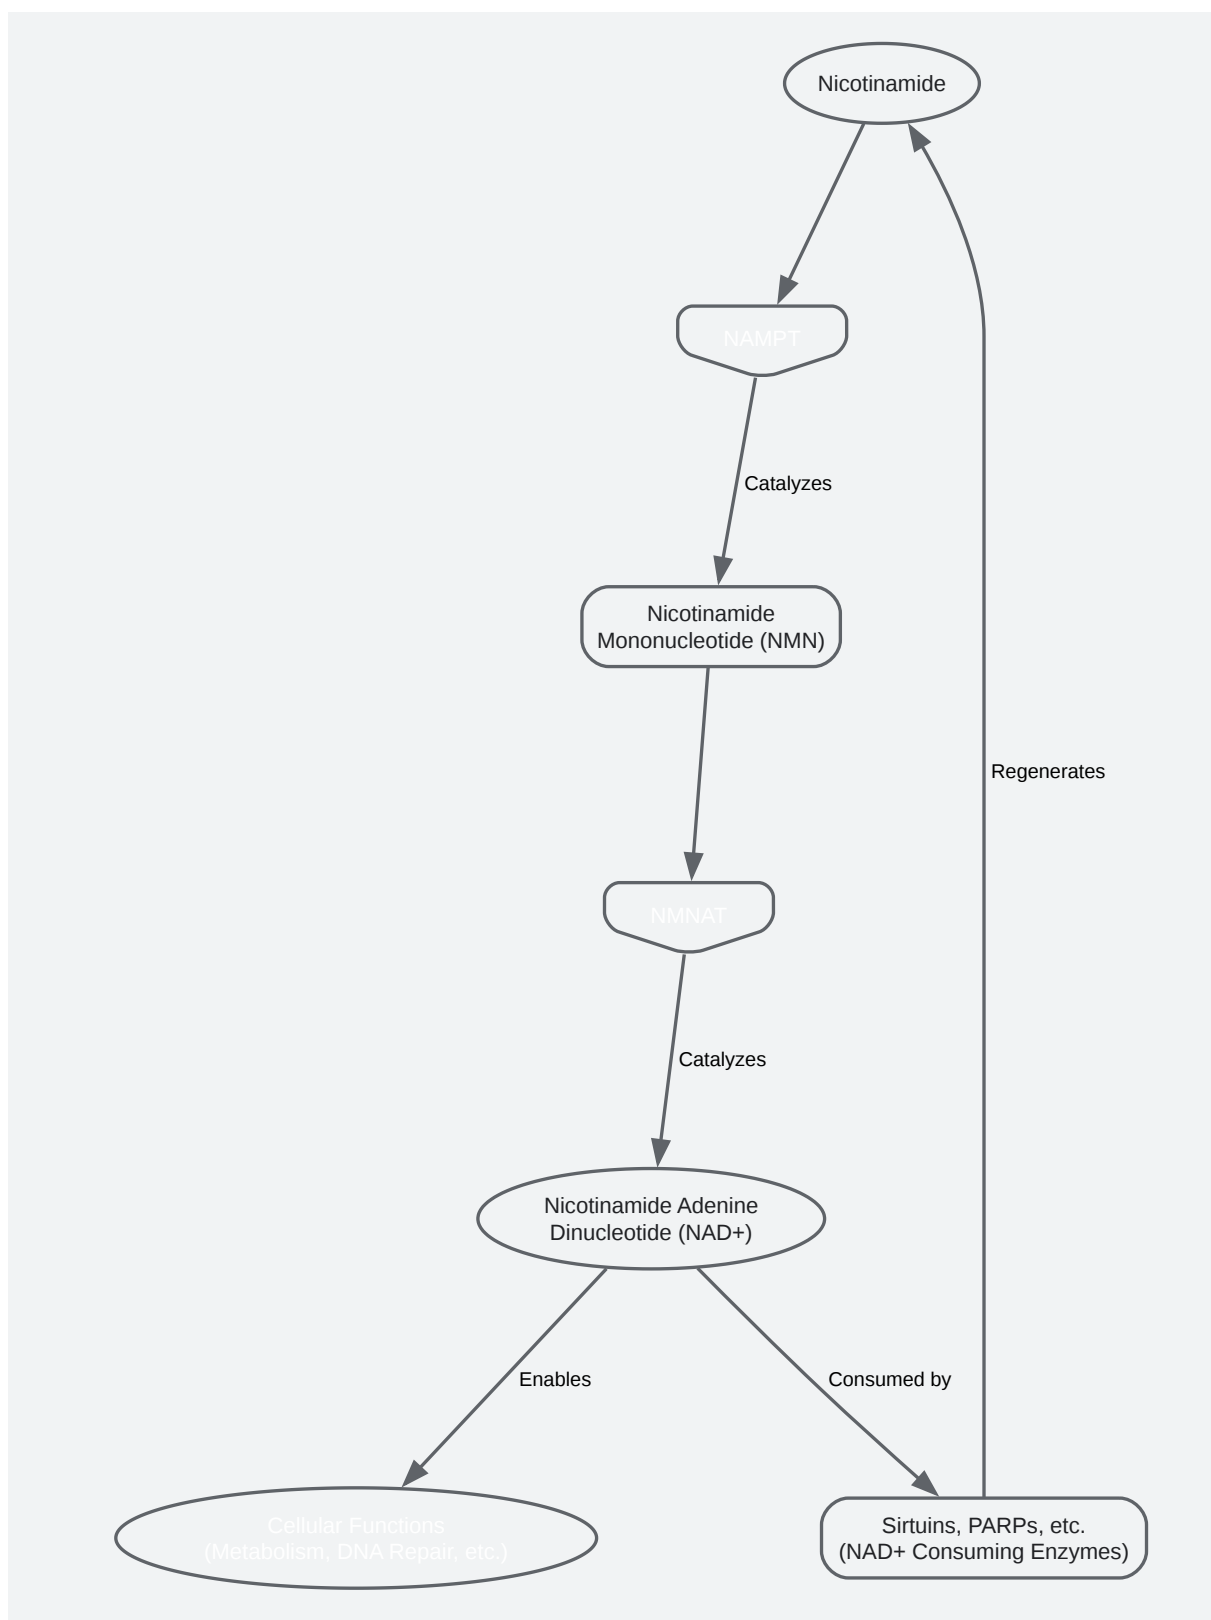 Nicotinamide
NAMPT
Catalyzes
Nicotinamide
Mononucleotide (NMN)
Regenerates
NMNAT
Catalyzes
Nicotinamide Adenine
Dinucleotide (NAD+)
Enables
Consumed by
Cellular Functions
(Metabolism, DNA Repair, etc.)
Sirtuins, PARPs, etc.
(NAD+ Consuming Enzymes)